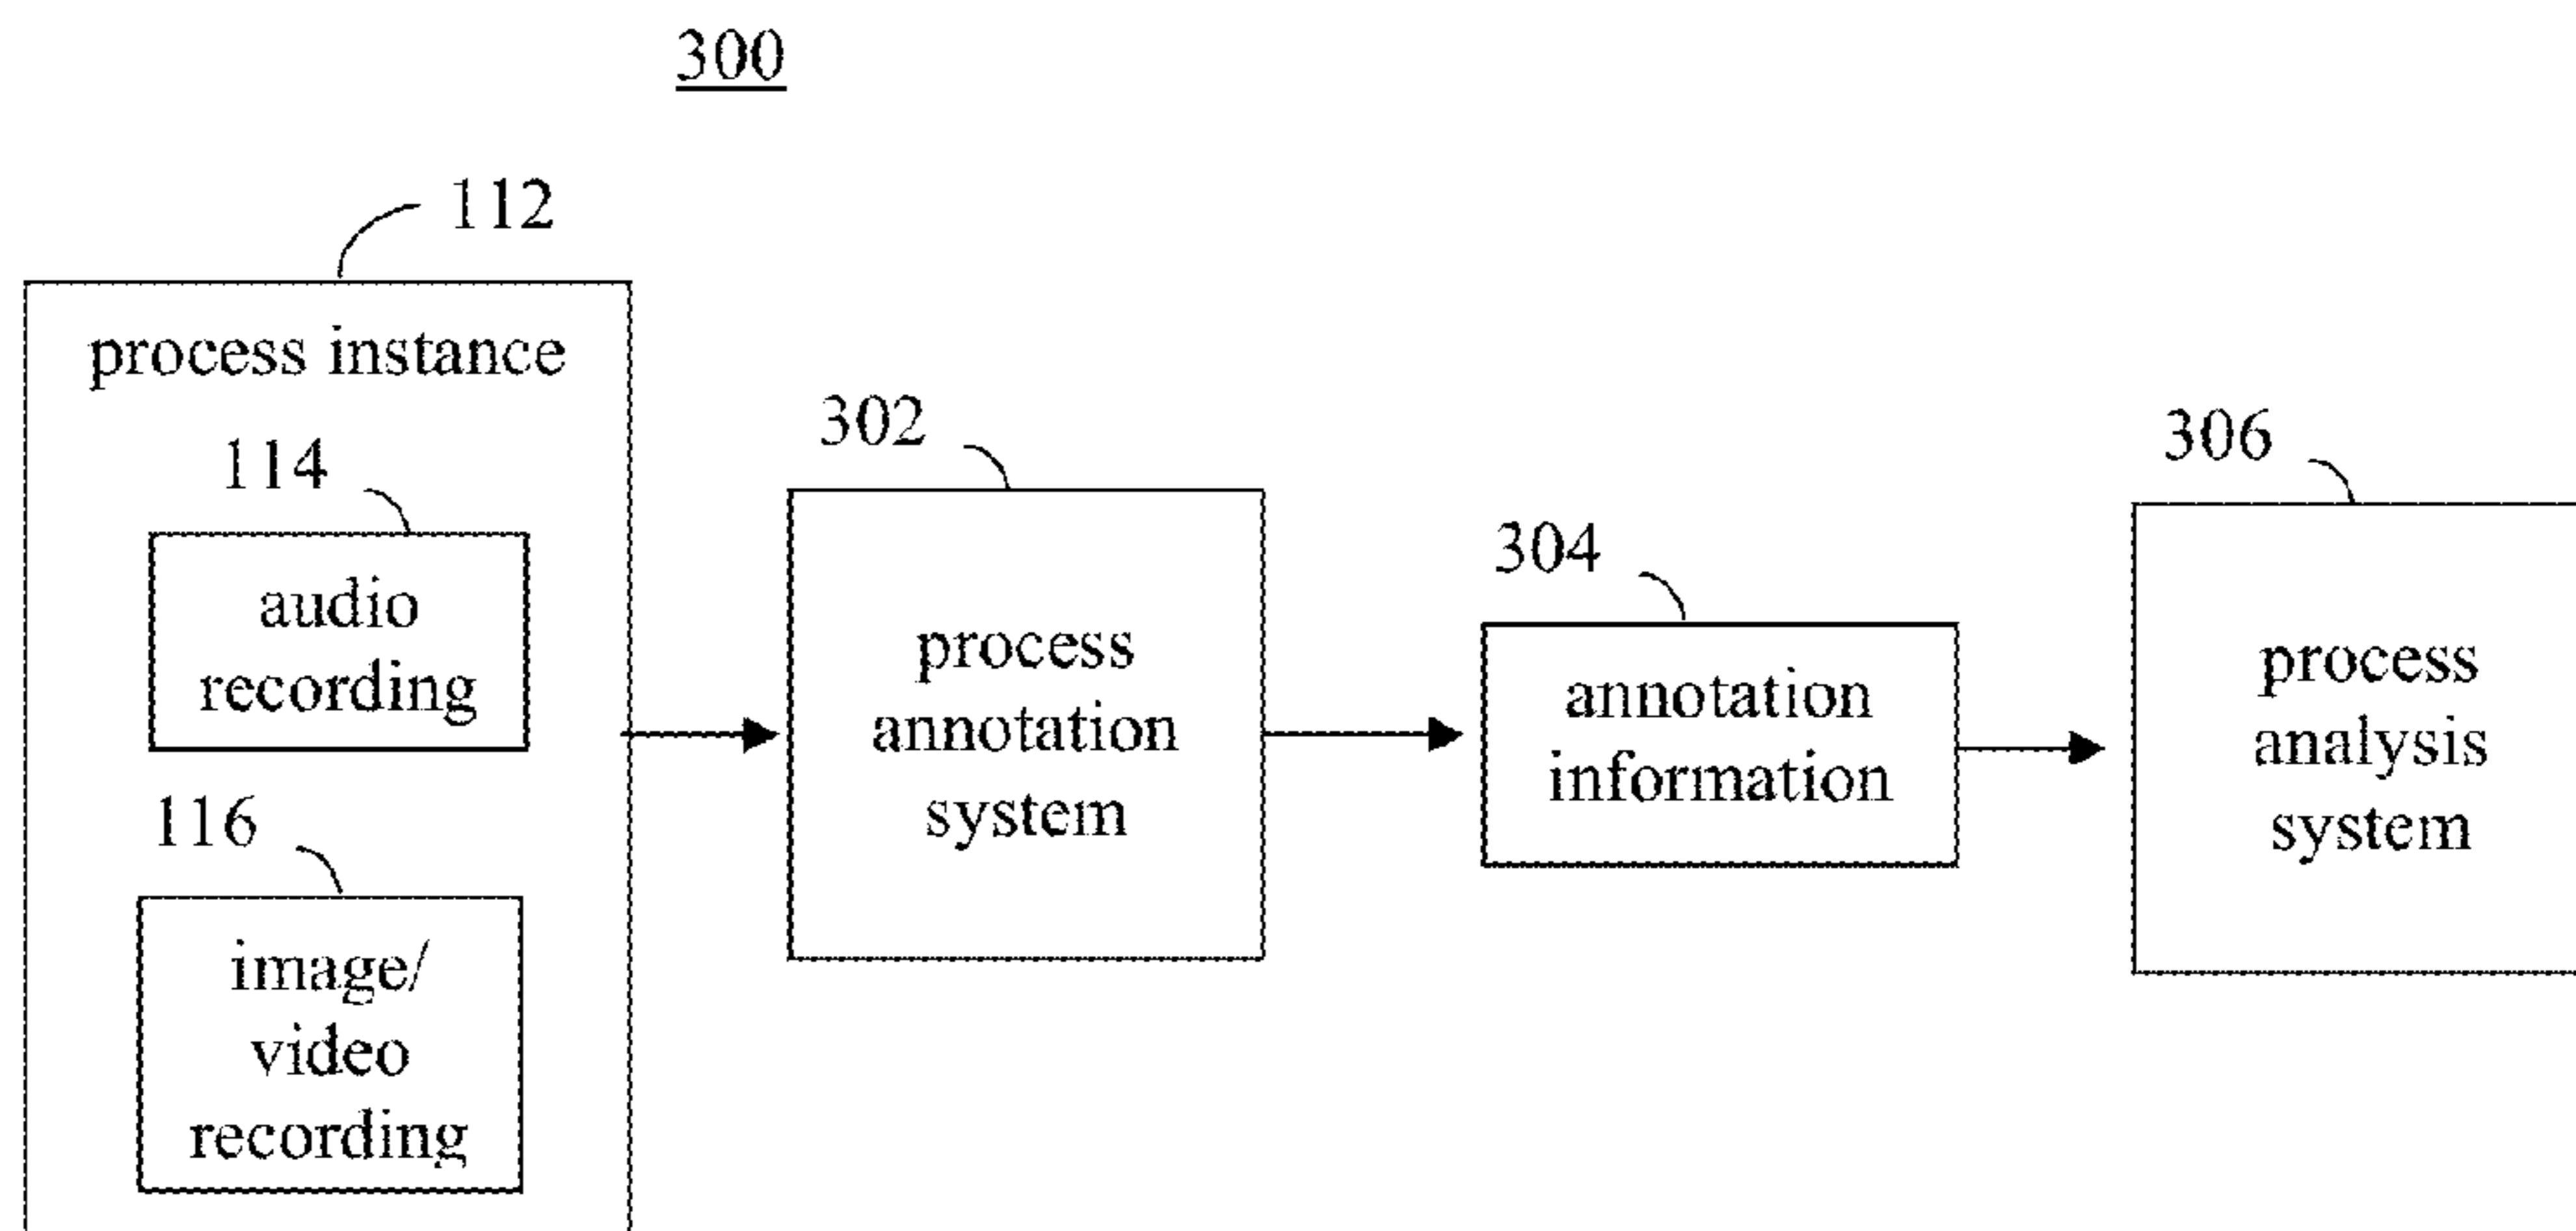 300
112
process instance
114
audio
recording
116
image/
video
recording
302
process
annotation
system
304
annotation
information
306
process
analysis
system